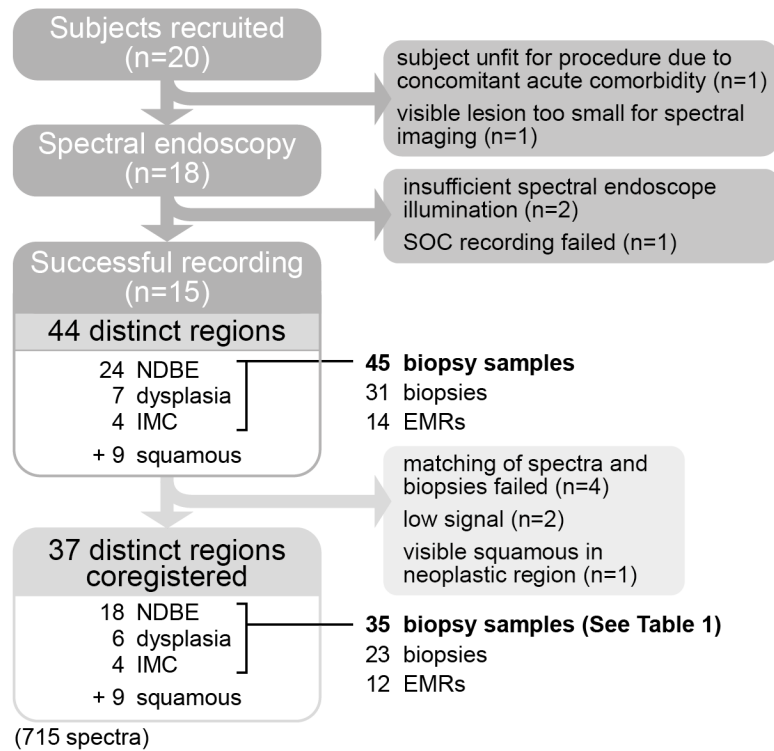 Subjects recruited
(n=20)
subject unfit for procedure due to
concomitant acute comorbidity (n=1)
visible lesion too small for spectral
imaging (n=1)
Spectral endoscopy
(n=18)
insufficient spectral endoscope
illumination (n=2)
SOC recording failed (n=1)
Successful recording
(n=15)
44 distinct regions
24 NDBE
7 dysplasia
4 IMC
+ 9 squamous
45 biopsy samples
31 biopsies
14 EMRs
matching of spectra and
biopsies failed (n=4)
low signal (n=2)
visible squamous in
neoplastic region (n=1)
37 distinct regions
coregistered
18 NDBE
6 dysplasia
4 IMC
+ 9 squamous
35 biopsy samples (See Table 1)
23 biopsies
12 EMRs
(715 spectra)